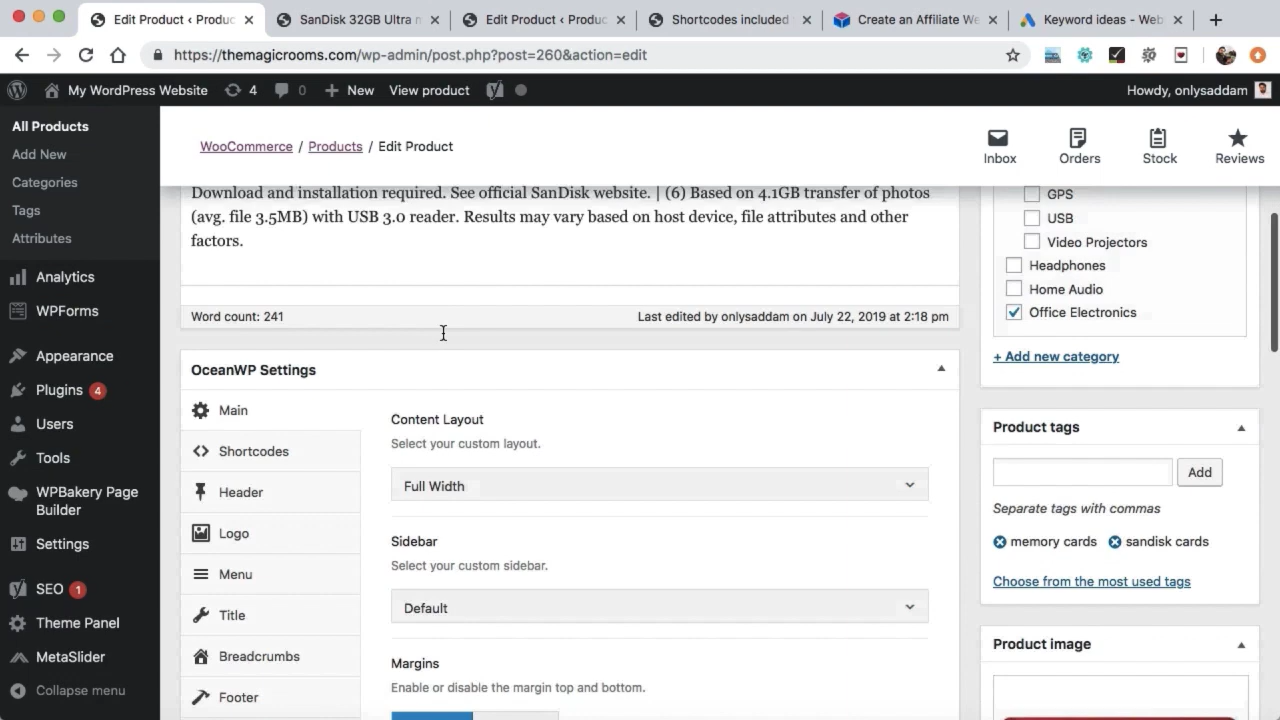 Edit Product ‹ Produc
SanDisk 32GB Ultra n
Edit Product ‹ Produc
Shortcodes included
Create an Affiliate We
Keyword ideas - Web
https://themagicrooms.com/wp-admin/post.php?post=260&action=edit
My WordPress Website
4
0
New
View product
Howdy, onlysaddam
All Products
Add New
Categories
Tags
Attributes
Analytics
WPForms
Appearance
Plugins 4
Users
Tools
WPBakery Page
Builder
Settings
SEO 1
Theme Panel
MetaSlider
Collapse menu
WooCommerce / Products / Edit Product
Inbox
Orders
Stock
Reviews
Download and installation required. See official SanDisk website. | (6) Based on 4.1GB transfer of photos
(avg. file 3.5MB) with USB 3.0 reader. Results may vary based on host device, file attributes and other
factors.
Word count: 241
Last edited by onlysaddam on July 22, 2019 at 2:18 pm
OceanWP Settings
Main
Shortcodes
Header
Logo
Menu
Title
Breadcrumbs
Footer
Content Layout
Select your custom layout.
Full Width
Sidebar
Select your custom sidebar.
Default
Margins
Enable or disable the margin top and bottom.
GPS
USB
Video Projectors
Headphones
Home Audio
Office Electronics
+ Add new category
Product tags
Add
Separate tags with commas
memory cards
sandisk cards
Choose from the most used tags
Product image